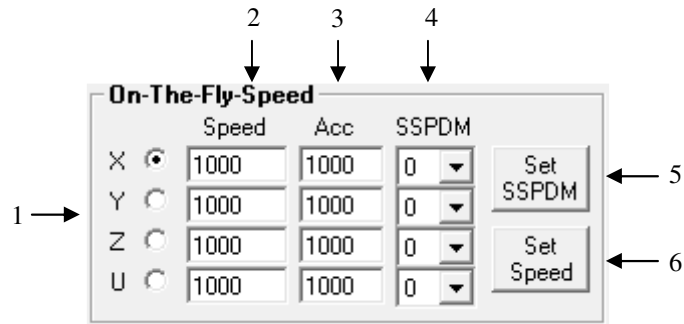 2 3 4
On-The-Fly-Speed
Speed Acc SSPDM
X 1000 1000 0 Set SSPDM 5
Y 1000 1000 0
1
Z 1000 1000 0 Set Speed 6
U 1000 1000 0